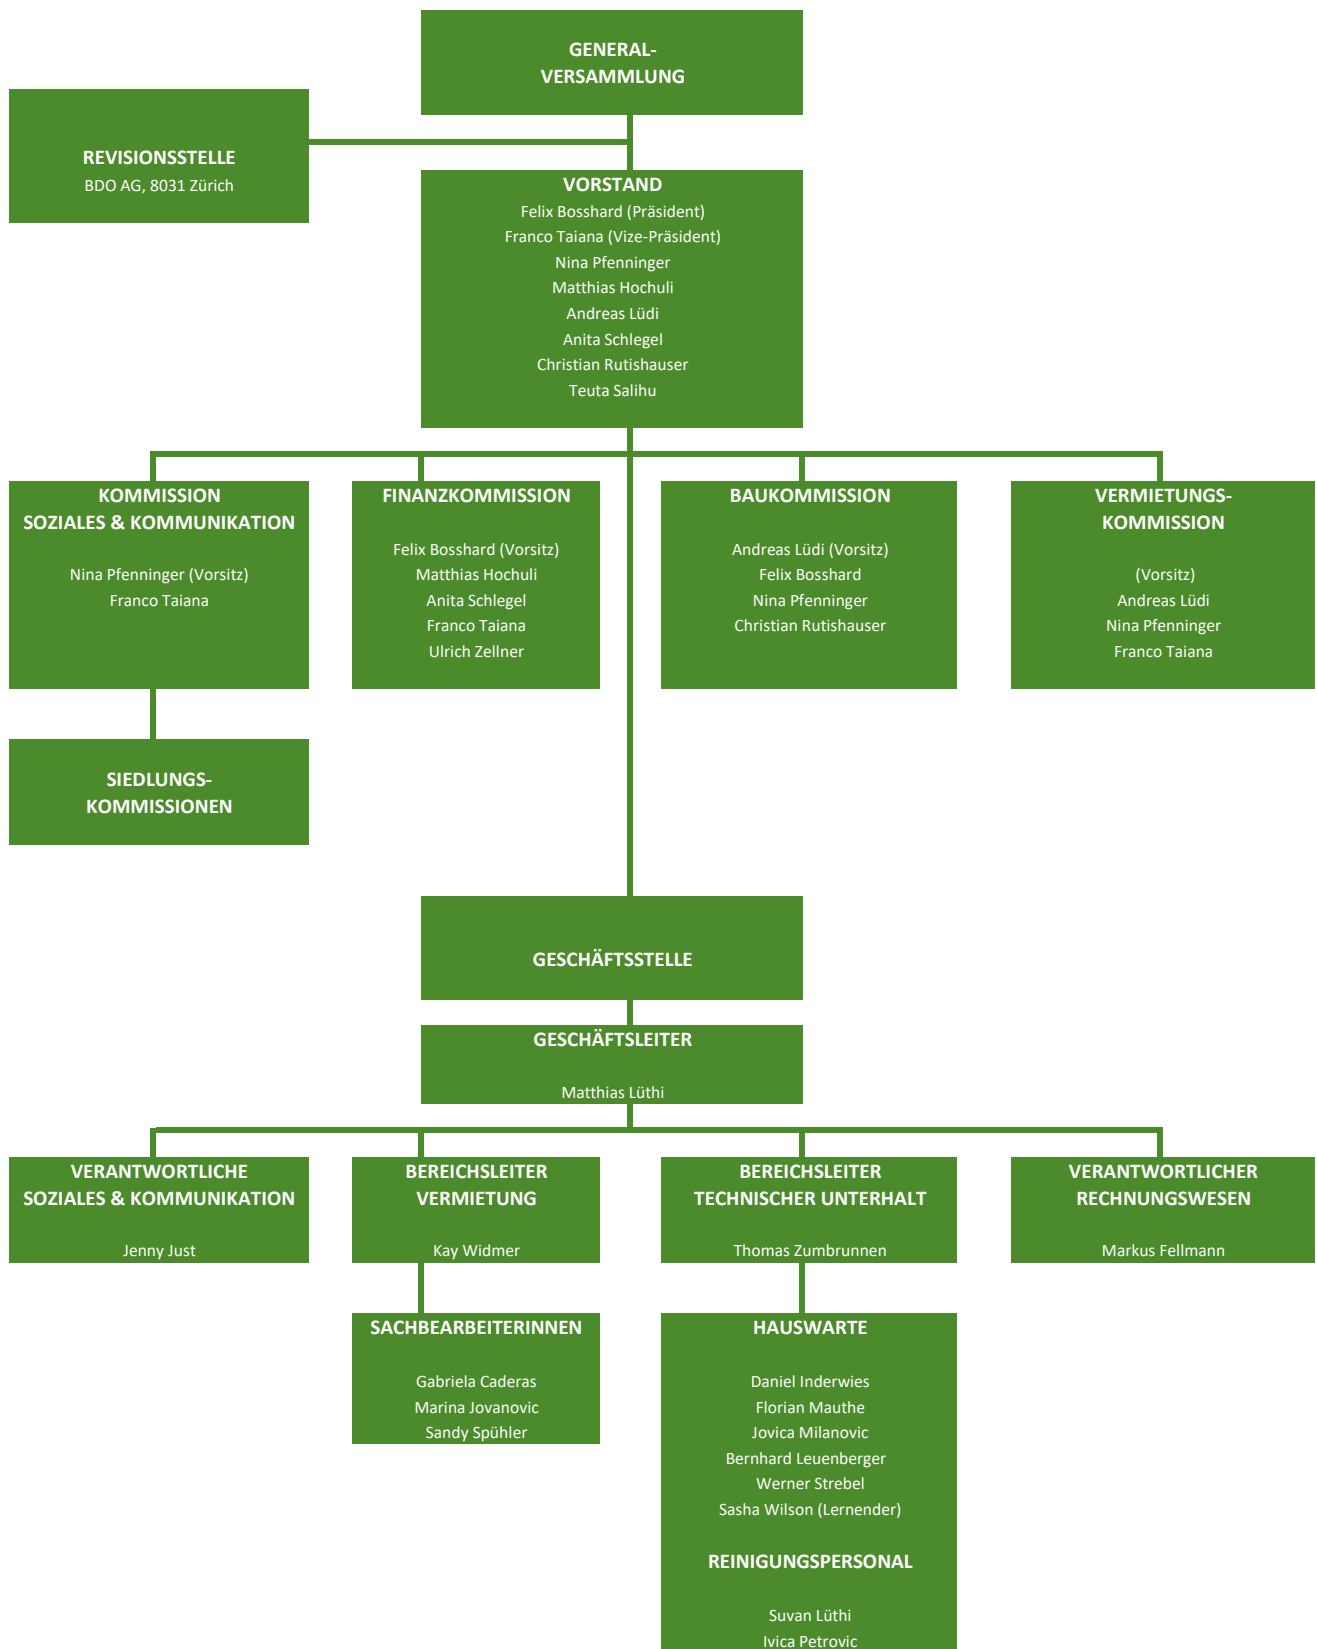 GENERAL-
VERSAMMLUNG
REVISIONSSTELLE
BDO AG, 8031 Zürich
VORSTAND
Felix Bosshard (Präsident)
Franco Taiana (Vize-Präsident)
Nina Pfenninger
Matthias Hochuli
Andreas Lüdi
Anita Schlegel
Christian Rutishauser
Teuta Salihu
KOMMISSION
SOZIALES & KOMMUNIKATION
Nina Pfenninger (Vorsitz)
Franco Taiana
FINANZKOMMISSION
Felix Bosshard (Vorsitz)
Matthias Hochuli
Anita Schlegel
Franco Taiana
Ulrich Zellner
BAUKOMMISSION
Andreas Lüdi (Vorsitz)
Felix Bosshard
Nina Pfenninger
Christian Rutishauser
VERMIETUNGS-
KOMMISSION
(Vorsitz)
Andreas Lüdi
Nina Pfenninger
Franco Taiana
SIEDLUNGS-
KOMMISSIONEN
GESCHÄFTSSTELLE
GESCHÄFTSLEITER
Matthias Lüthi
VERANTWORTLICHE
SOZIALES & KOMMUNIKATION
Jenny Just
BEREICHSLEITER
VERMIETUNG
Kay Widmer
BEREICHSLEITER
TECHNISCHER UNTERHALT
Thomas Zumbrunnen
VERANTWORTLICHER
RECHNUNGSWESEN
Markus Fellmann
SACHBEARBEITERINNEN
Gabriela Caderas
Marina Jovanovic
Sandy Spühler
HAUSWARTE
Daniel Inderwies
Florian Mauthe
Jovica Milanovic
Bernhard Leuenberger
Werner Strebel
Sasha Wilson (Lernender)
REINIGUNGSPERSONAL
Suvan Lüthi
Ivica Petrovic